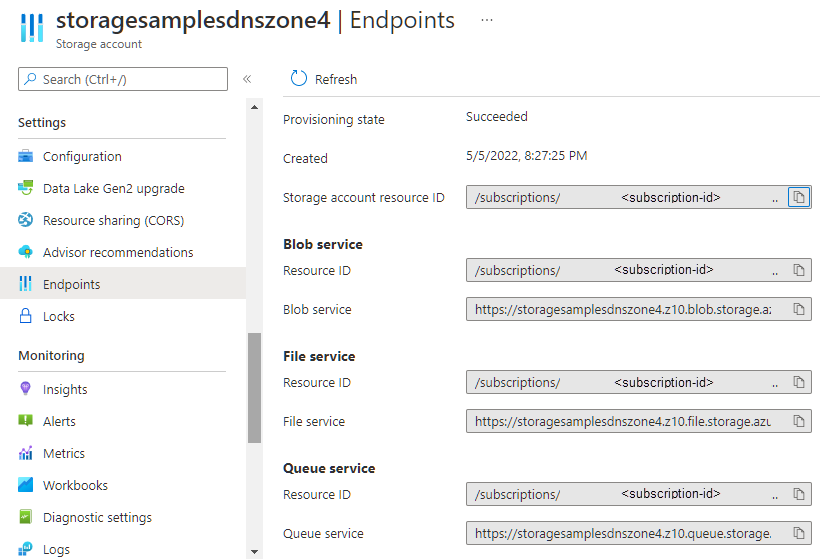 storagesamplesdnszone4 | Endpoints ...
Storage account
Search (Ctrl+/)
«
Settings
Configuration
Data Lake Gen2 upgrade
Resource sharing (CORS)
Advisor recommendations
Endpoints
Locks
Monitoring
Insights
Alerts
Metrics
Workbooks
Diagnostic settings
Logs
Refresh
Provisioning state Succeeded
Created 5/5/2022, 8:27:25 PM
Storage account resource ID /subscriptions/ <subscription-id> ..
Blob service
Resource ID /subscriptions/ <subscription-id> ..
Blob service https://storagesamplesdnszone4.z10.blob.storage.az
File service
Resource ID /subscriptions/ <subscription-id> ..
File service https://storagesamplesdnszone4.z10.file.storage.azu
Queue service
Resource ID /subscriptions/ <subscription-id> ..
Queue service https://storagesamplesdnszone4.z10.queue.storage.